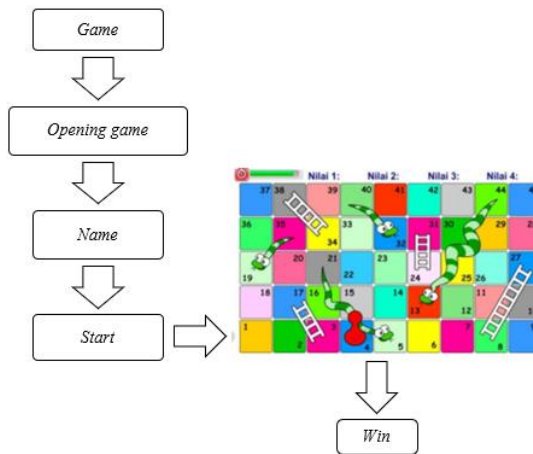 Game
Opening game
Name
Start
Nilai 1: Nilai 2: Nilai 3: Nilai 4:
37 38 39 40 41 42 43 44
36 35 34 33 32 31 30 29
19 20 21 22 23 24 25 26 27
18 17 16 15 14 13 12 11
1 2 3 4 5 6 7 8
Win